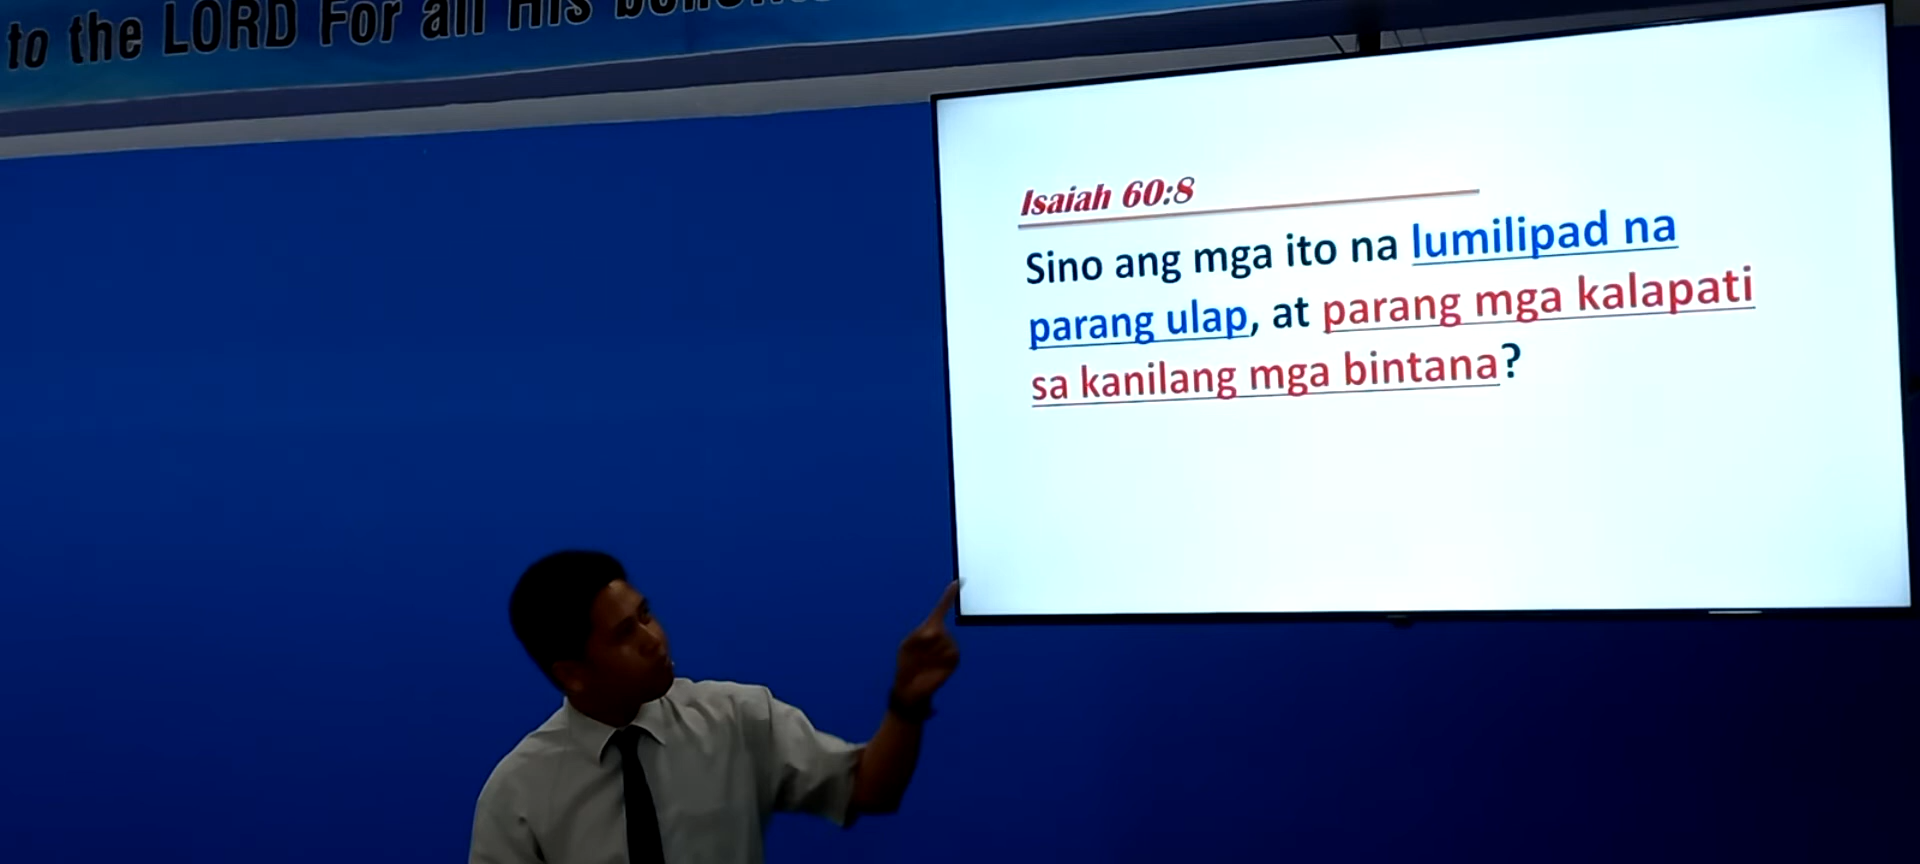 to the LORD For all His
Isaiah 60:8
Sino ang mga ito na lumilipad na
parang ulap, at parang mga kalapati
sa kanilang mga bintana?